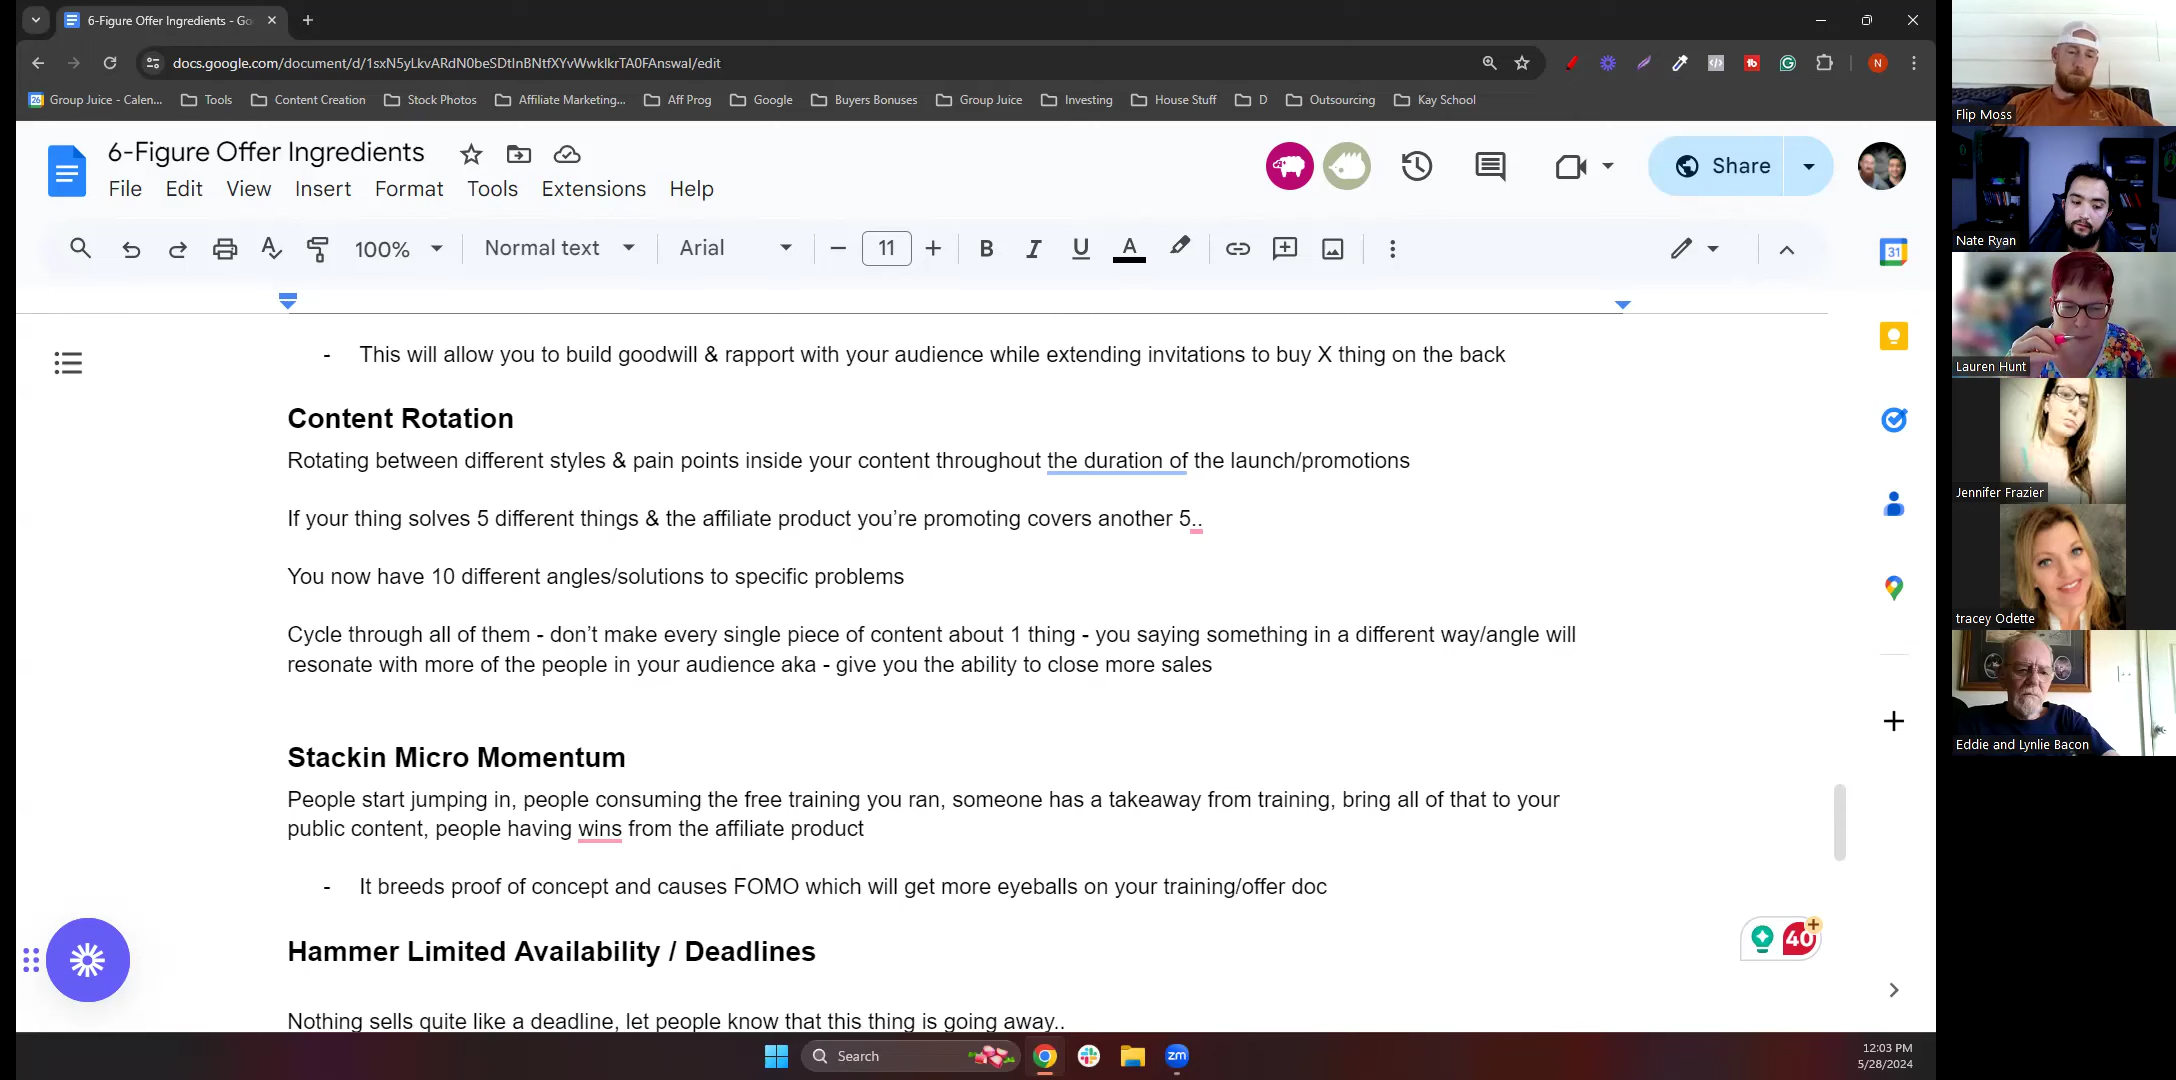 6-Figure Offer Ingredients - Go
docs.google.com/document/d/1sxN5yLkvARdN0beSDtlnBNtfXYvWwklkrTA0FAnswaI/edit
Group Juice - Calen...
Tools
Content Creation
Stock Photos
Affiliate Marketing...
Aff Prog
Google
Buyers Bonuses
Group Juice
Investing
House Stuff
D
Outsourcing
Kay School
6-Figure Offer Ingredients
Share
File Edit View Insert Format Tools Extensions Help
100% Normal text Arial 11 B I U A
31
- This will allow you to build goodwill & rapport with your audience while extending invitations to buy X thing on the back
Content Rotation
Rotating between different styles & pain points inside your content throughout the duration of the launch/promotions
If your thing solves 5 different things & the affiliate product you’re promoting covers another 5..
You now have 10 different angles/solutions to specific problems
Cycle through all of them - don’t make every single piece of content about 1 thing - you saying something in a different way/angle will
resonate with more of the people in your audience aka - give you the ability to close more sales
Stackin Micro Momentum
People start jumping in, people consuming the free training you ran, someone has a takeaway from training, bring all of that to your
public content, people having wins from the affiliate product
- It breeds proof of concept and causes FOMO which will get more eyeballs on your training/offer doc
Hammer Limited Availability / Deadlines
Nothing sells quite like a deadline, let people know that this thing is going away..
40
Search
zm
12:03 PM
5/28/2024
Flip Moss
Nate Ryan
Lauren Hunt
Jennifer Frazier
tracey Odette
Eddie and Lynlie Bacon